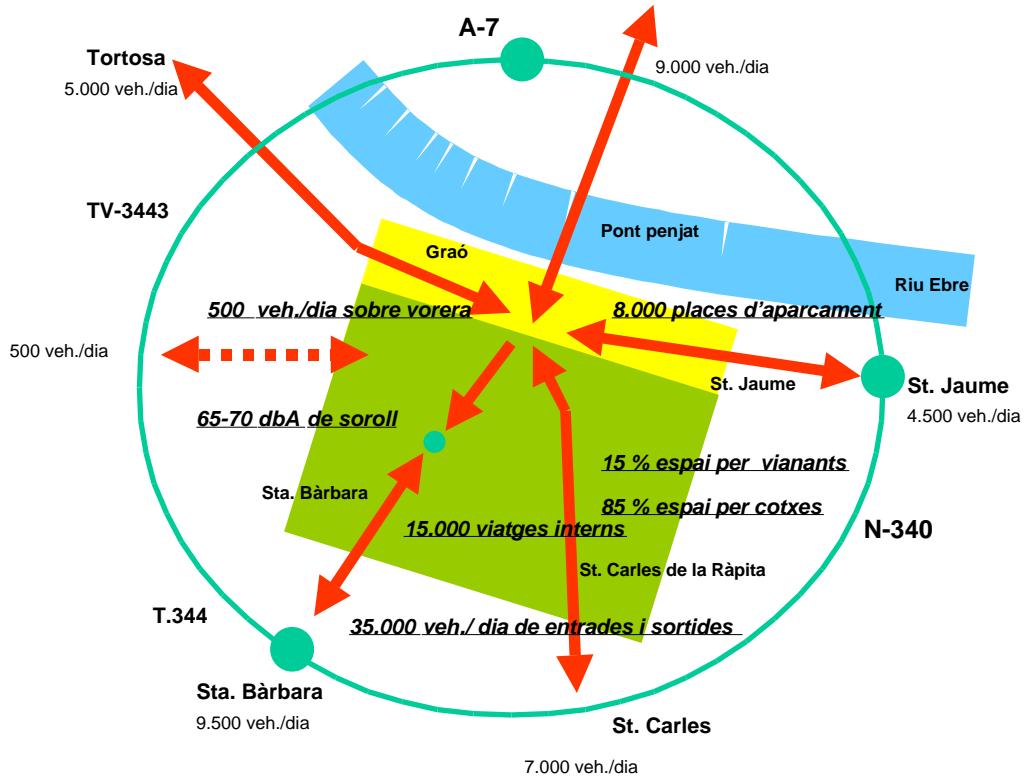 A-7
Tortosa
5.000 veh./dia
9.000 veh./dia
TV-3443
Graó
Pont penjat
Riu Ebre
500 veh./dia sobre vorera
8.000 places d'aparcament
500 veh./dia
St. Jaume
St. Jaume
4.500 veh./dia
65-70 dbA de soroll
15 % espai per vianants
Sta. Bàrbara
85 % espai per cotxes
15.000 viatges interns
N-340
St. Carles de la Ràpita
T.344
35.000 veh./ dia de entrades i sortides
Sta. Bàrbara
9.500 veh./dia
St. Carles
7.000 veh./dia